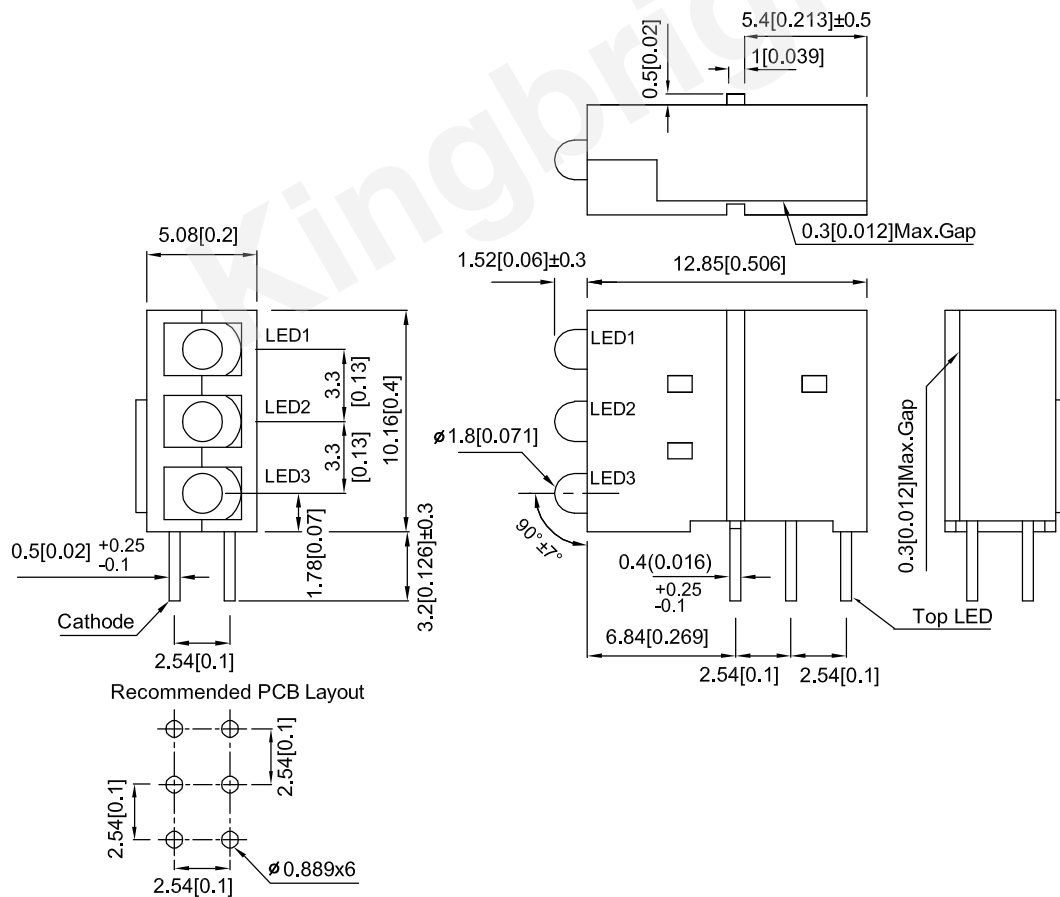 Kingbright
5.4[0.213]±0.5
1[0.039]
0.5[0.02]
0.3[0.012]Max.Gap
5.08[0.2]
LED1
LED2
LED3
3.3
[0.13]
3.3
[0.13]
10.16[0.4]
1.78[0.07]
3.2[0.126]±0.3
0.5[0.02] +0.25
-0.1
Cathode
2.54[0.1]
1.52[0.06]±0.3
12.85[0.506]
LED1
LED2
LED3
ø1.8[0.071]
90°±7°
0.4(0.016)
+0.25
-0.1
6.84[0.269]
2.54[0.1]
2.54[0.1]
Top LED
0.3[0.012]Max.Gap
Recommended PCB Layout
2.54[0.1]
2.54[0.1]
2.54[0.1]
ø0.889x6